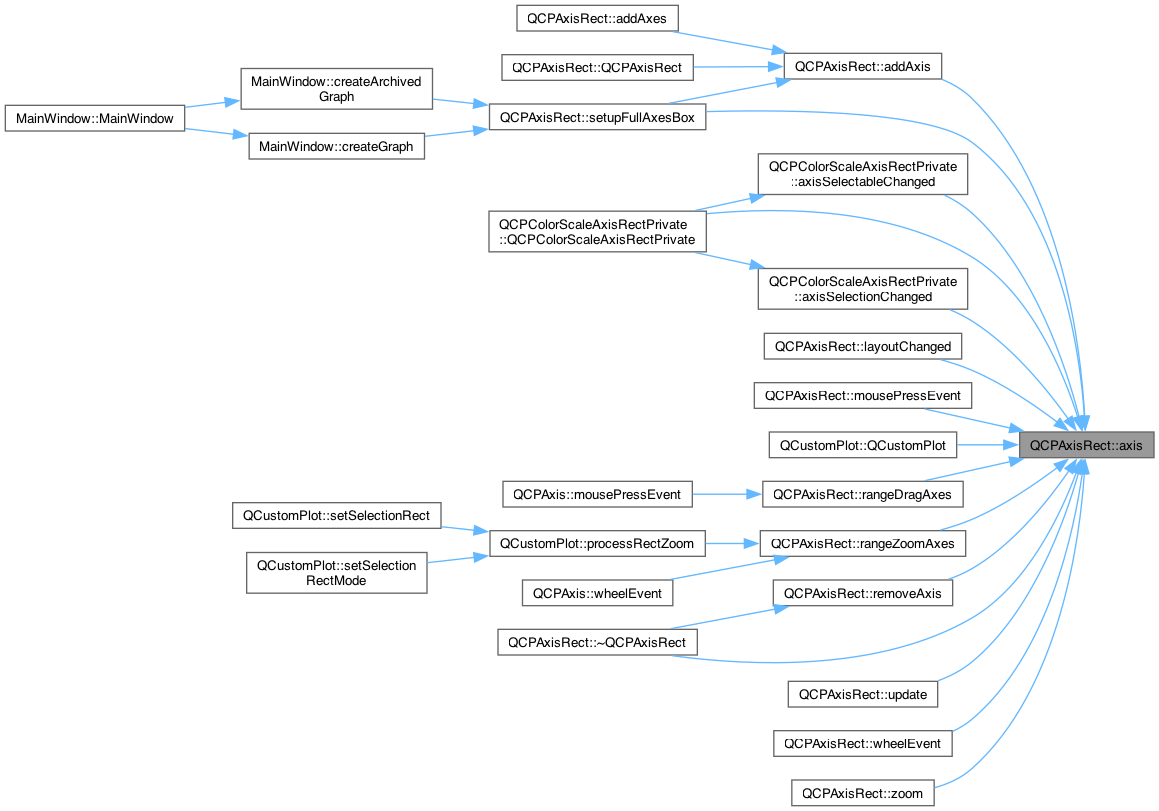 QCPAxisRect::addAxes
QCPAxisRect::QCPAxisRect
QCPAxisRect::addAxis
MainWindow::createArchived
Graph
MainWindow::MainWindow
QCPAxisRect::setupFullAxesBox
MainWindow::createGraph
QCPColorScaleAxisRectPrivate
::axisSelectableChanged
QCPColorScaleAxisRectPrivate
::QCPColorScaleAxisRectPrivate
QCPColorScaleAxisRectPrivate
::axisSelectionChanged
QCPAxisRect::layoutChanged
QCPAxisRect::mousePressEvent
QCustomPlot::QCustomPlot
QCPAxisRect::axis
QCPAxis::mousePressEvent
QCPAxisRect::rangeDragAxes
QCustomPlot::setSelectionRect
QCustomPlot::processRectZoom
QCPAxisRect::rangeZoomAxes
QCustomPlot::setSelection
RectMode
QCPAxis::wheelEvent
QCPAxisRect::removeAxis
QCPAxisRect::~QCPAxisRect
QCPAxisRect::update
QCPAxisRect::wheelEvent
QCPAxisRect::zoom